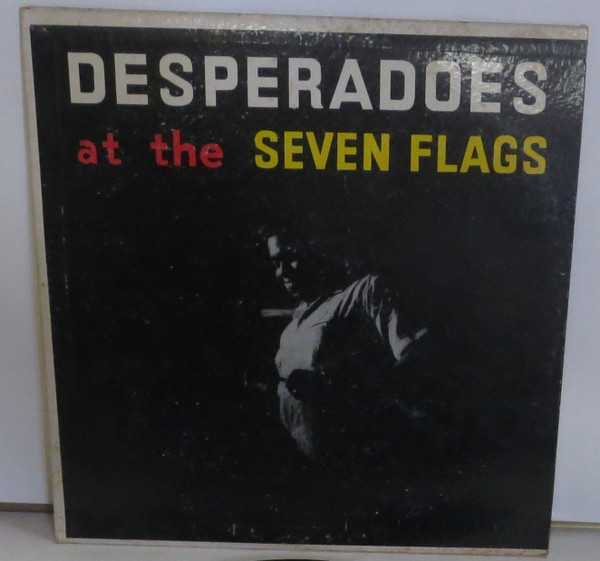 DESPERADOES
at the SEVEN FLAGS